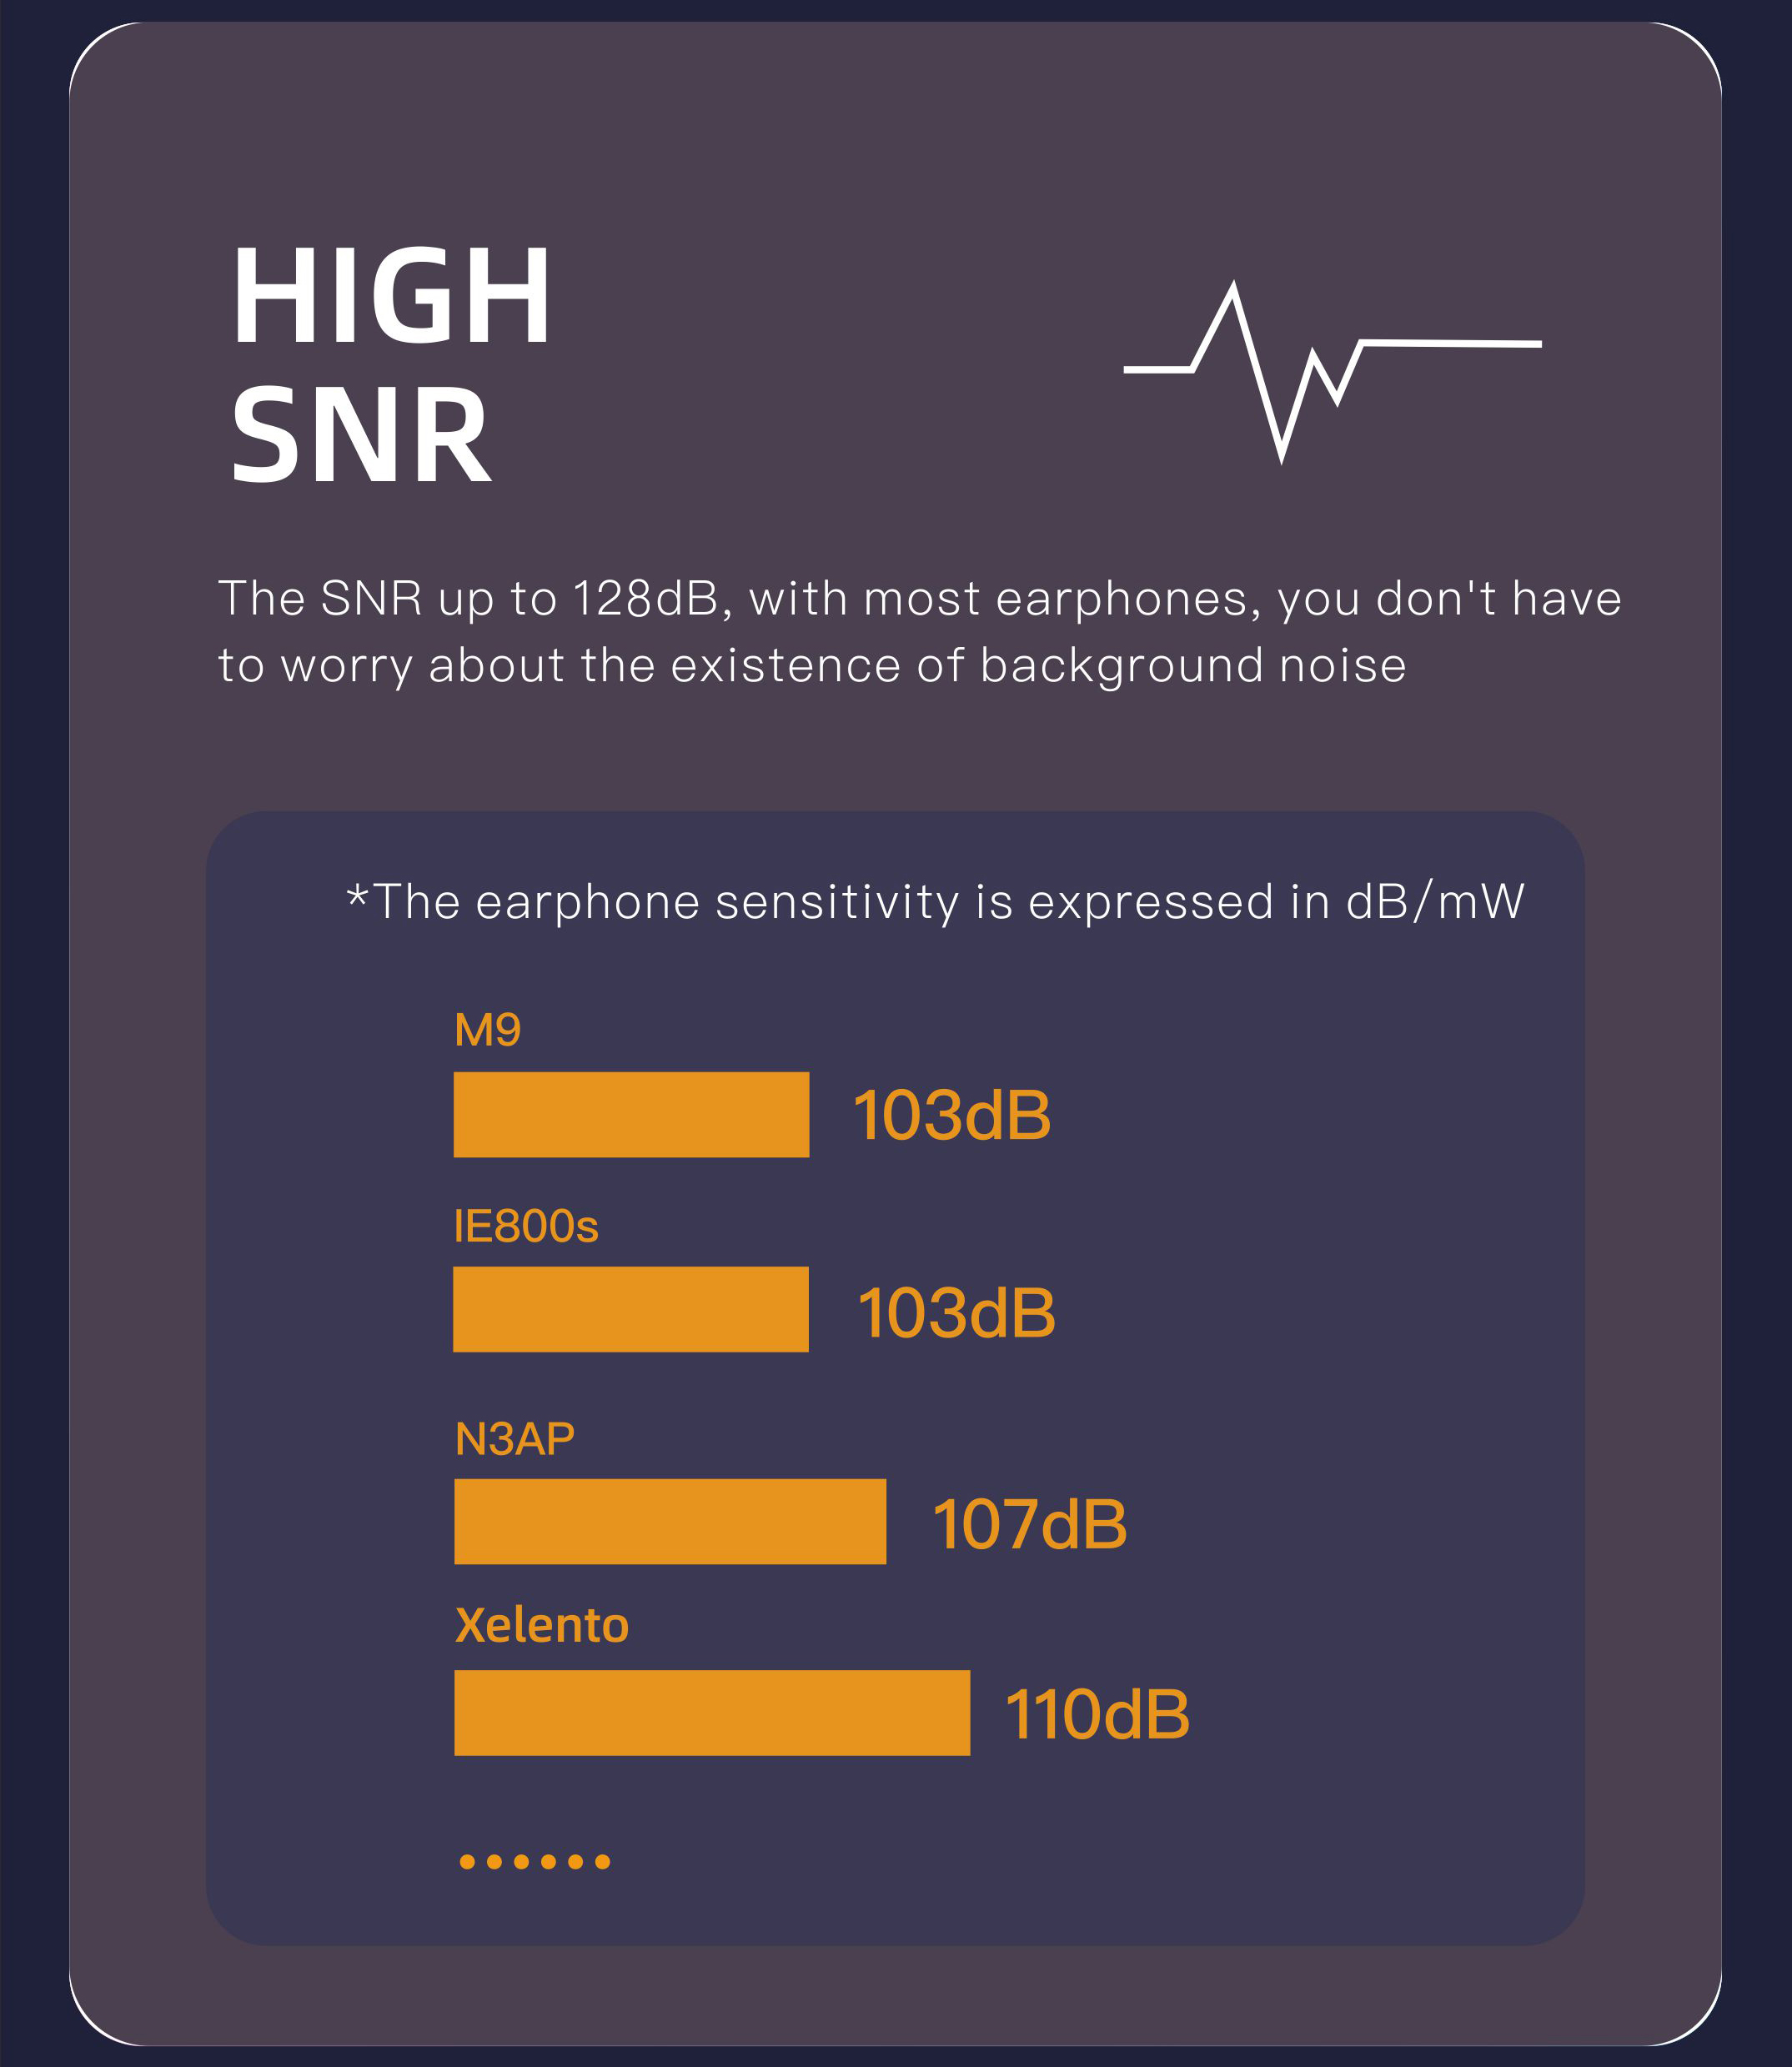 HIGH
SNR
The SNR up to 128dB, with most earphones, you don't have
to worry about the existence of background noise
*The earphone sensitivity is expressed in dB/mW
M9
103dB
IE800s
103dB
N3AP
107dB
Xelento
110dB
......